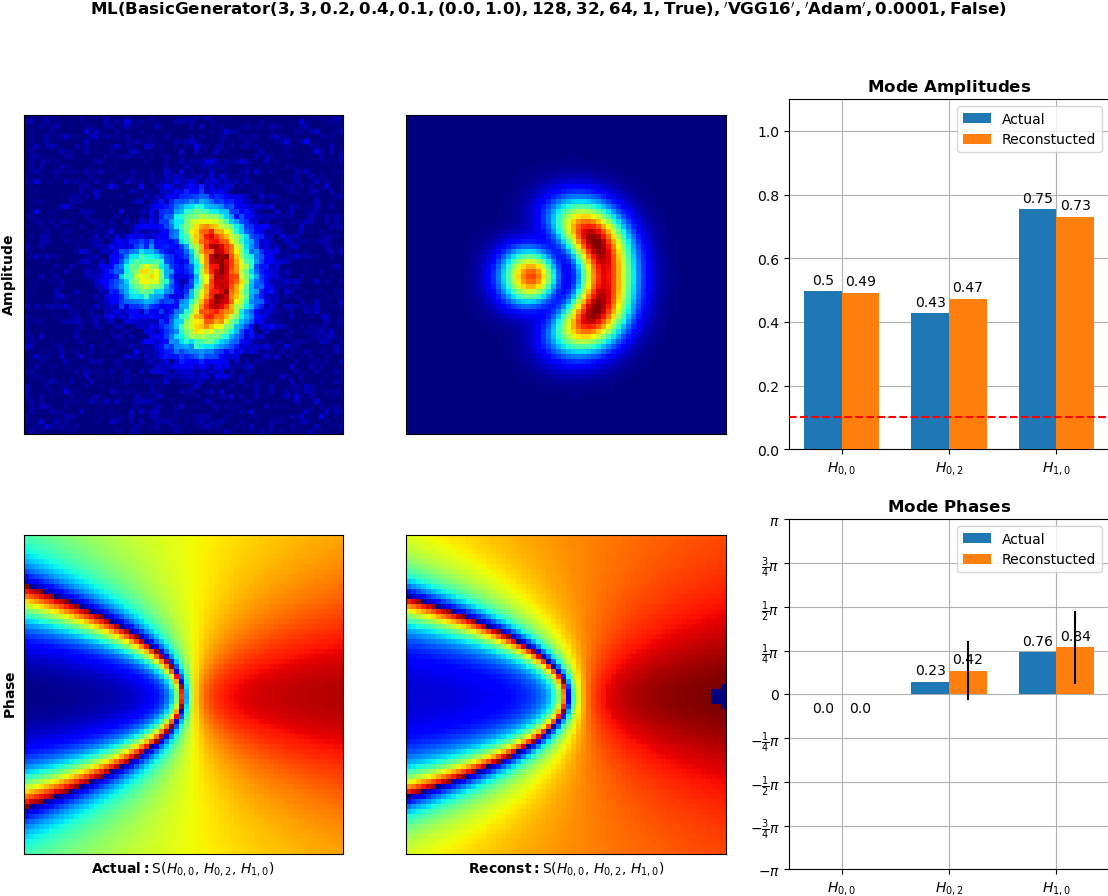 ML(BasicGenerator(3, 3, 0.2, 0.4, 0.1, (0.0, 1.0), 128, 32, 64, 1, True), ′VGG16′, ′Adam′, 0.0001, False)
Mode Amplitudes
Amplitude
1.0
0.8
0.6
0.4
0.2
0.0
Actual
Reconstucted
0.5
0.49
0.43
0.47
0.75
0.73
H0,0
H0,2
H1,0
Mode Phases
Phase
π
3/4π
1/2π
1/4π
0
−1/4π
−1/2π
−3/4π
−π
Actual
Reconstucted
0.0
0.0
0.23
0.42
0.76
0.84
H0,0
H0,2
H1,0
Actual: S(H0,0, H0,2, H1,0)
Reconst: S(H0,0, H0,2, H1,0)